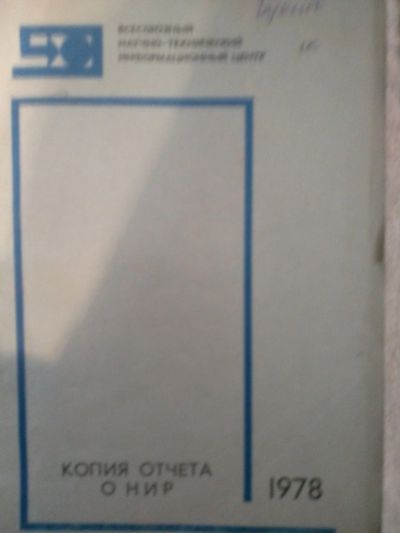 ВСЕСОЮЗНЫЙ
НАУЧНО-ТЕХНИЧЕСКИЙ
ИНФОРМАЦИОННЫЙ ЦЕНТР
КОПИЯ ОТЧЕТА
О НИР
1978